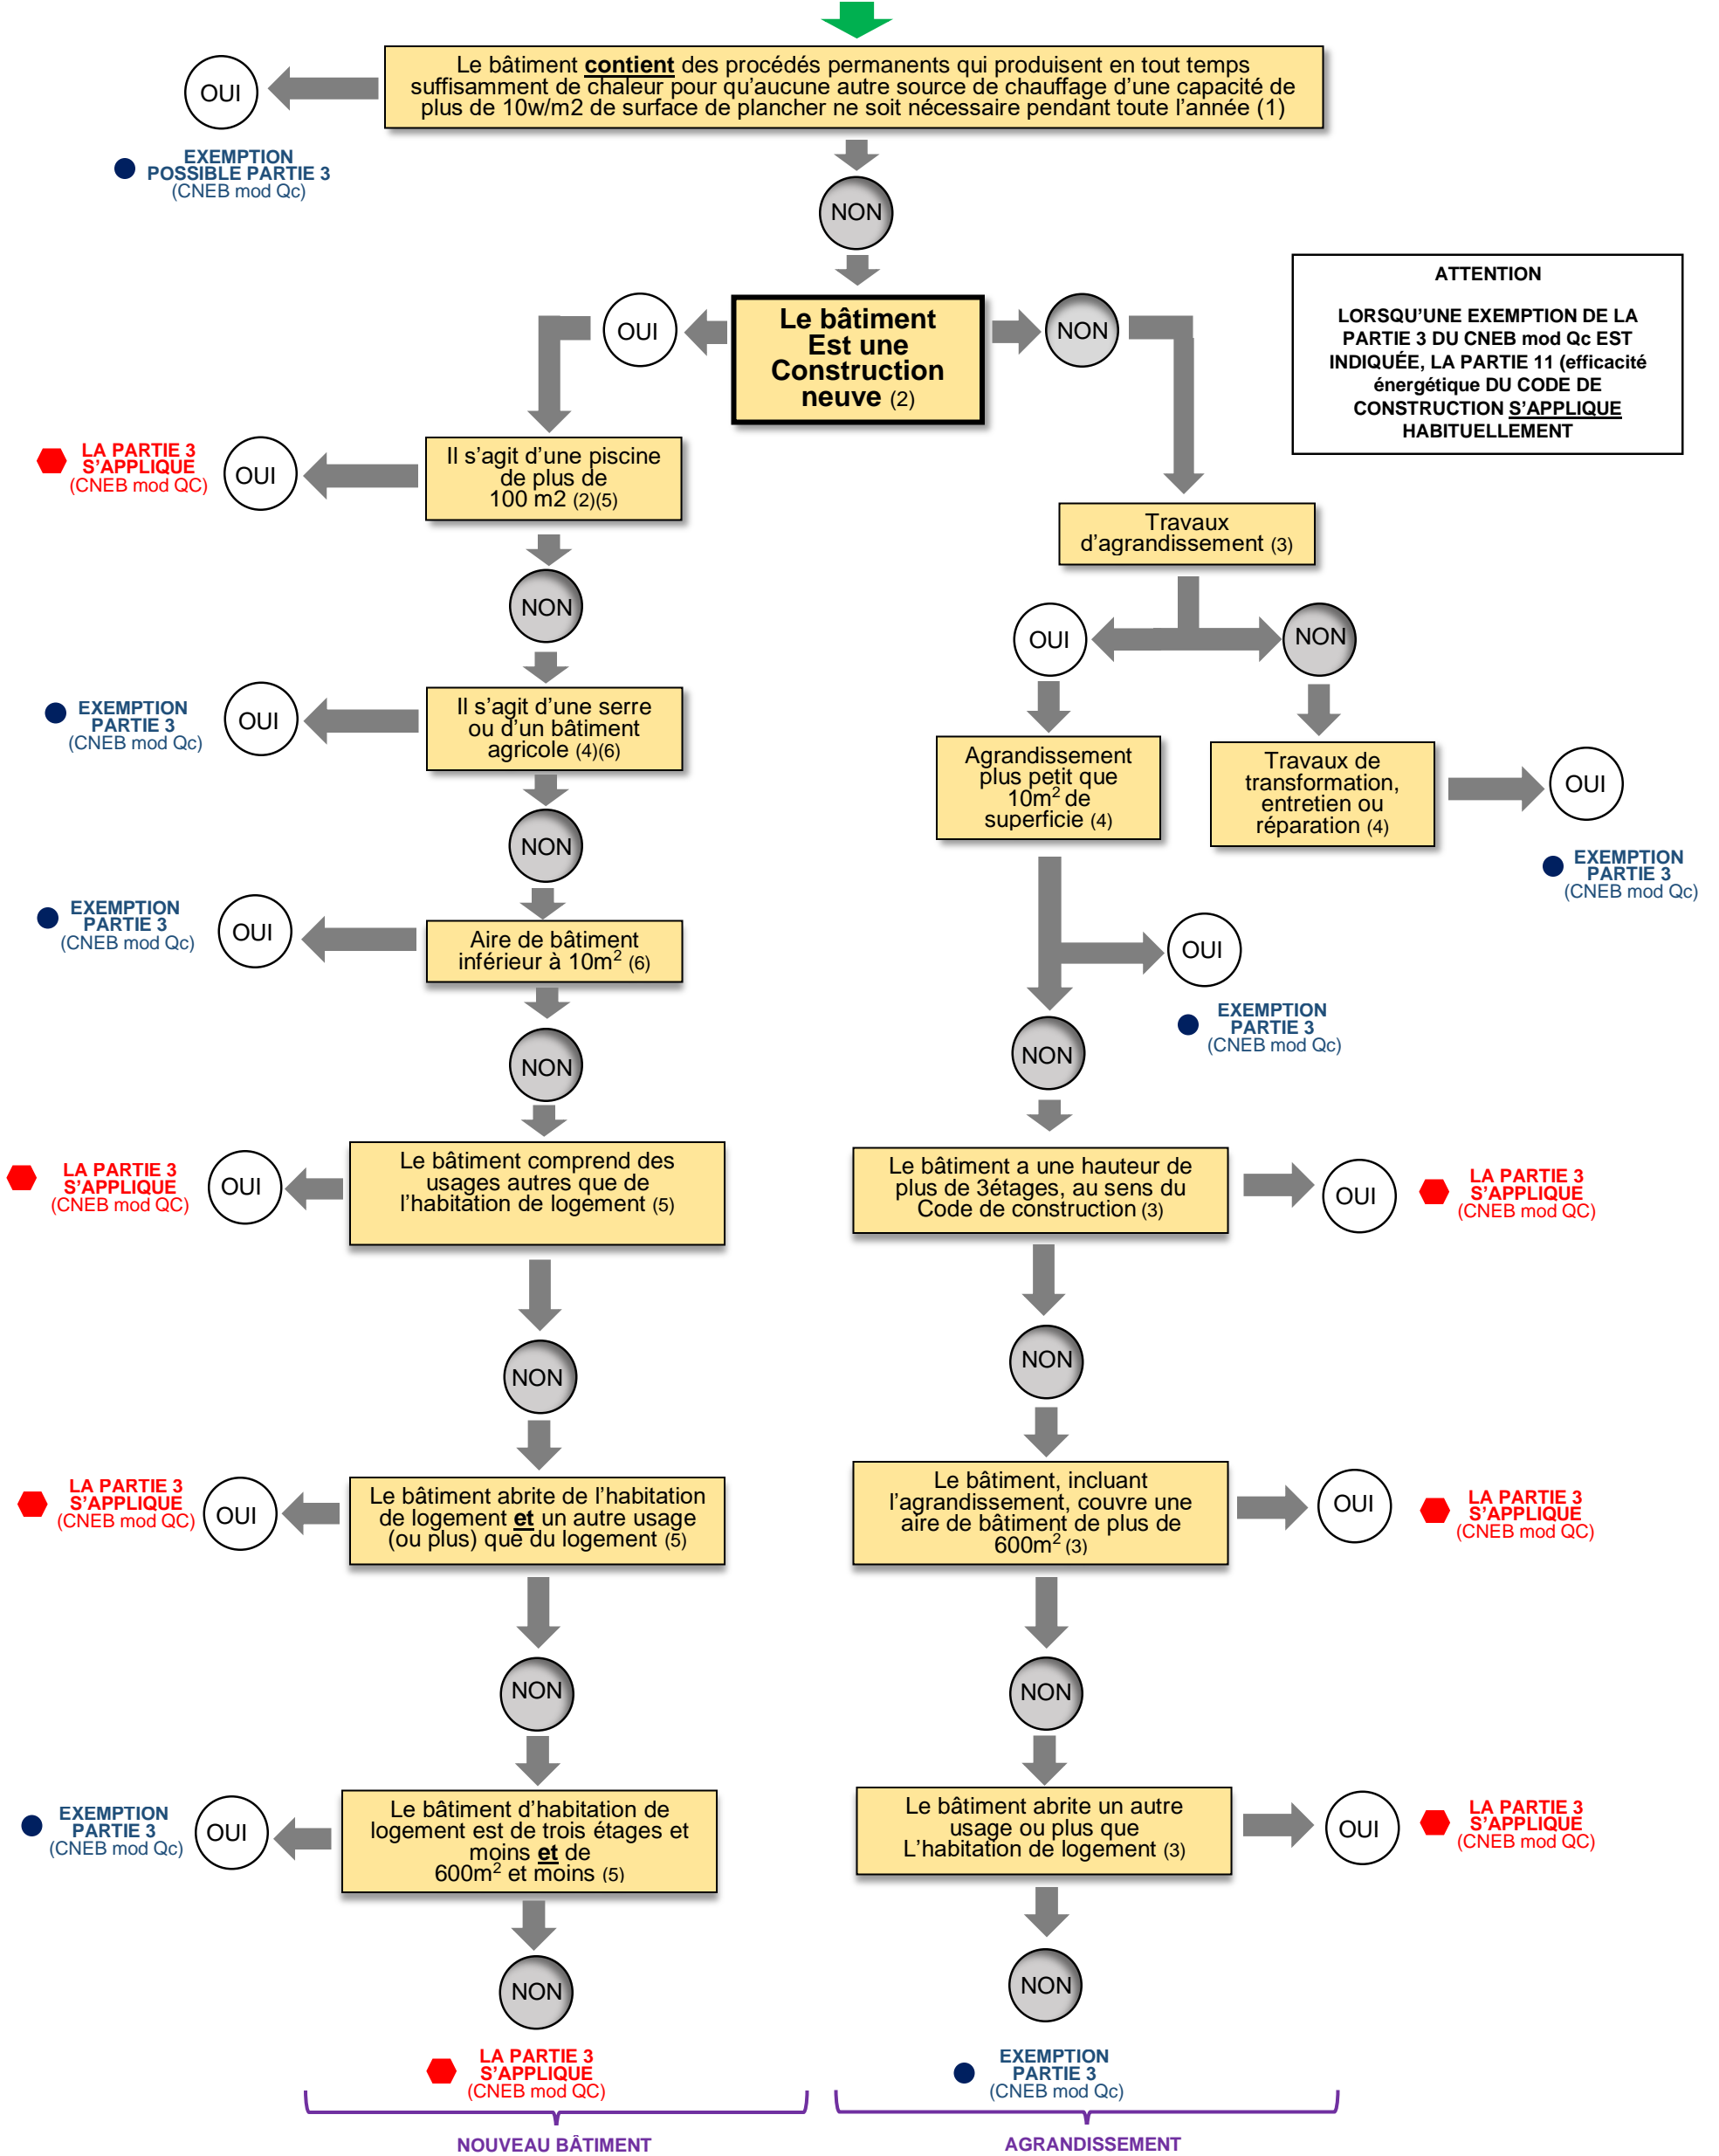 Le bâtiment contient des procédés permanents qui produisent en tout temps
suffisamment de chaleur pour qu'aucune autre source de chauffage d'une capacité de
plus de 10w/m2 de surface de plancher ne soit nécessaire pendant toute l'année (1)
OUI
EXEMPTION
POSSIBLE PARTIE 3
(CNEB mod Qc)
NON
ATTENTION
LORSQU'UNE EXEMPTION DE LA
PARTIE 3 DU CNEB mod Qc EST
INDIQUÉE, LA PARTIE 11 (efficacité
énergétique DU CODE DE
CONSTRUCTION S'APPLIQUE
HABITUELLEMENT
Le bâtiment
Est une
Construction
neuve (2)
OUI
NON
Il s'agit d'une piscine
de plus de
100 m2 (2)(5)
OUI
LA PARTIE 3
S'APPLIQUE
(CNEB mod QC)
NON
Il s'agit d'une serre
ou d'un bâtiment
agricole (4)(6)
OUI
EXEMPTION
PARTIE 3
(CNEB mod Qc)
NON
Aire de bâtiment
inférieur à 10m² (6)
OUI
EXEMPTION
PARTIE 3
(CNEB mod Qc)
NON
Le bâtiment comprend des
usages autres que de
l'habitation de logement (5)
OUI
LA PARTIE 3
S'APPLIQUE
(CNEB mod QC)
NON
Le bâtiment abrite de l'habitation
de logement et un autre usage
(ou plus) que du logement (5)
OUI
LA PARTIE 3
S'APPLIQUE
(CNEB mod QC)
NON
Le bâtiment d'habitation de
logement est de trois étages et
moins et de
600m² et moins (5)
OUI
EXEMPTION
PARTIE 3
(CNEB mod Qc)
NON
LA PARTIE 3
S'APPLIQUE
(CNEB mod QC)
NOUVEAU BÂTIMENT
Travaux
d'agrandissement (3)
OUI
NON
Agrandissement
plus petit que
10m² de
superficie (4)
Travaux de
transformation,
entretien ou
réparation (4)
OUI
EXEMPTION
PARTIE 3
(CNEB mod Qc)
OUI
EXEMPTION
PARTIE 3
(CNEB mod Qc)
NON
Le bâtiment a une hauteur de
plus de 3étages, au sens du
Code de construction (3)
OUI
LA PARTIE 3
S'APPLIQUE
(CNEB mod QC)
NON
Le bâtiment, incluant
l'agrandissement, couvre une
aire de bâtiment de plus de
600m² (3)
OUI
LA PARTIE 3
S'APPLIQUE
(CNEB mod QC)
NON
Le bâtiment abrite un autre
usage ou plus que
L'habitation de logement (3)
OUI
LA PARTIE 3
S'APPLIQUE
(CNEB mod QC)
NON
EXEMPTION
PARTIE 3
(CNEB mod Qc)
AGRANDISSEMENT